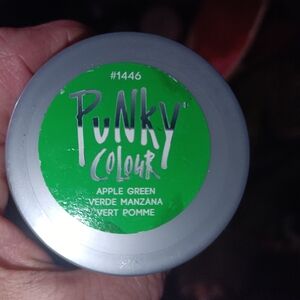 #1446
PUNKY
COLOUR
APPLE GREEN
VERDE MANZANA
VERT POMME